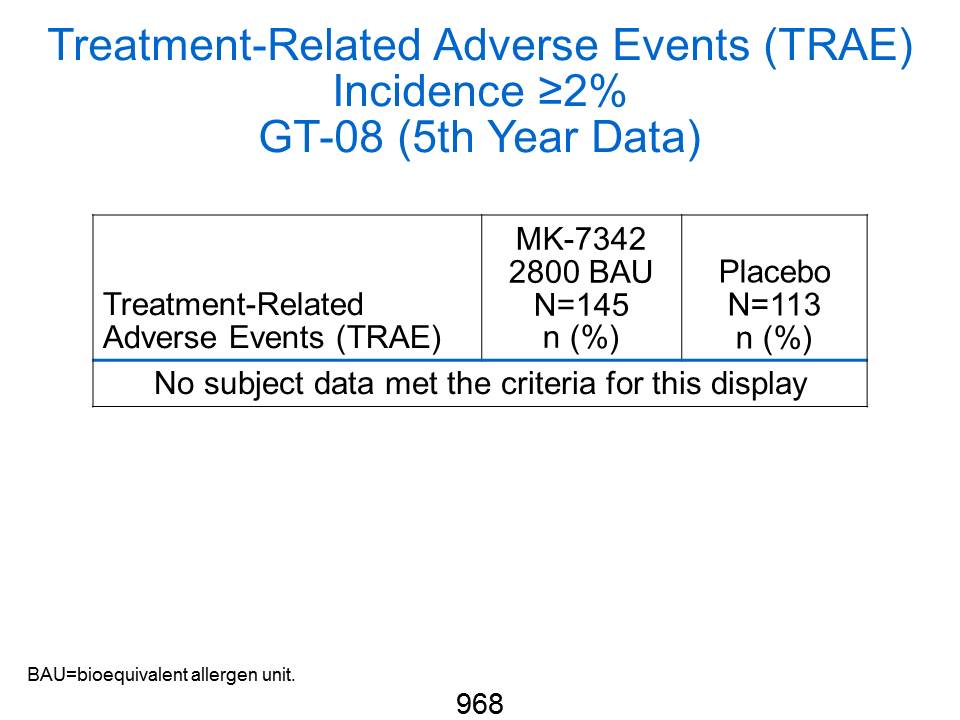 Treatment-Related Adverse Events (TRAE)
Incidence ≥2%
GT-08 (5th Year Data)
Treatment-Related
Adverse Events (TRAE)
MK-7342
2800 BAU
N=145
n (%)
Placebo
N=113
n (%)
No subject data met the criteria for this display
BAU=bioequivalent allergen unit.
968